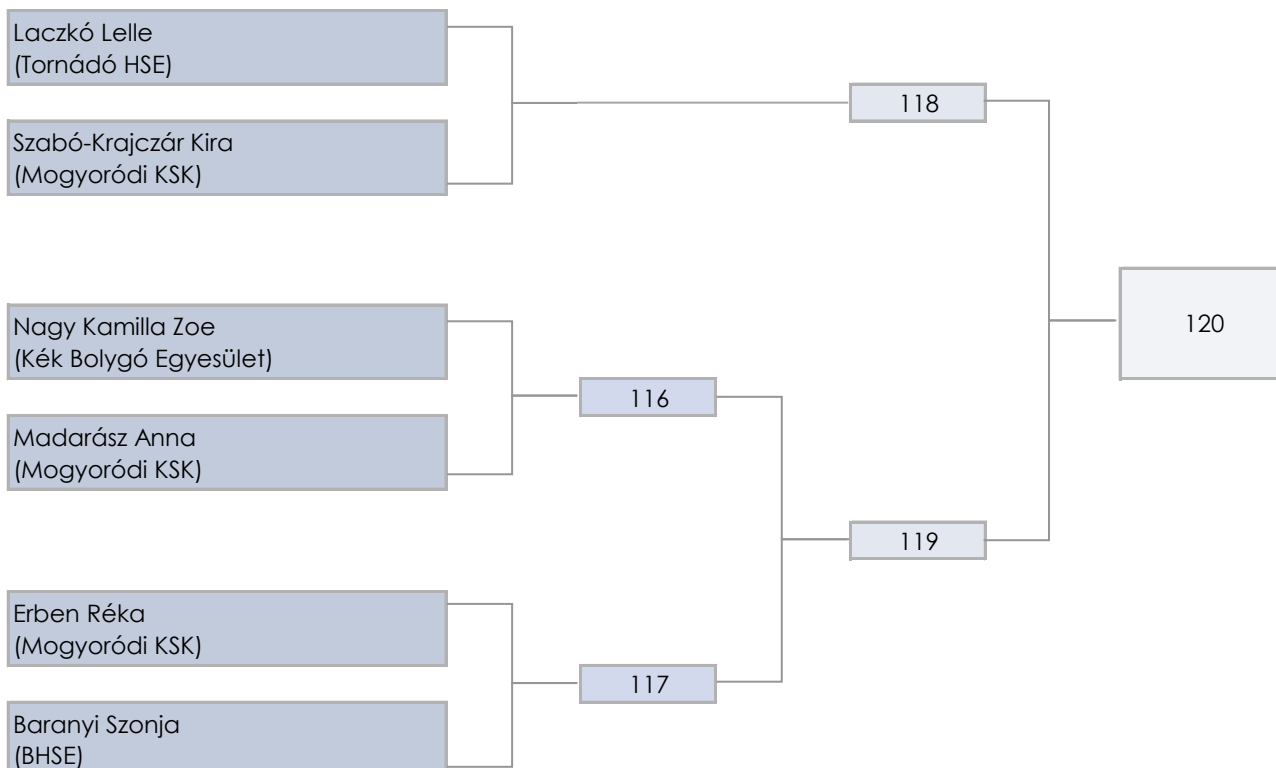 Laczkó Lelle
(Tornádó HSE)
118
Szabó-Krajczár Kira
(Mogyoródi KSK)
120
Nagy Kamilla Zoe
(Kék Bolygó Egyesület)
116
Madarász Anna
(Mogyoródi KSK)
119
Erben Réka
(Mogyoródi KSK)
117
Baranyi Szonja
(BHSE)